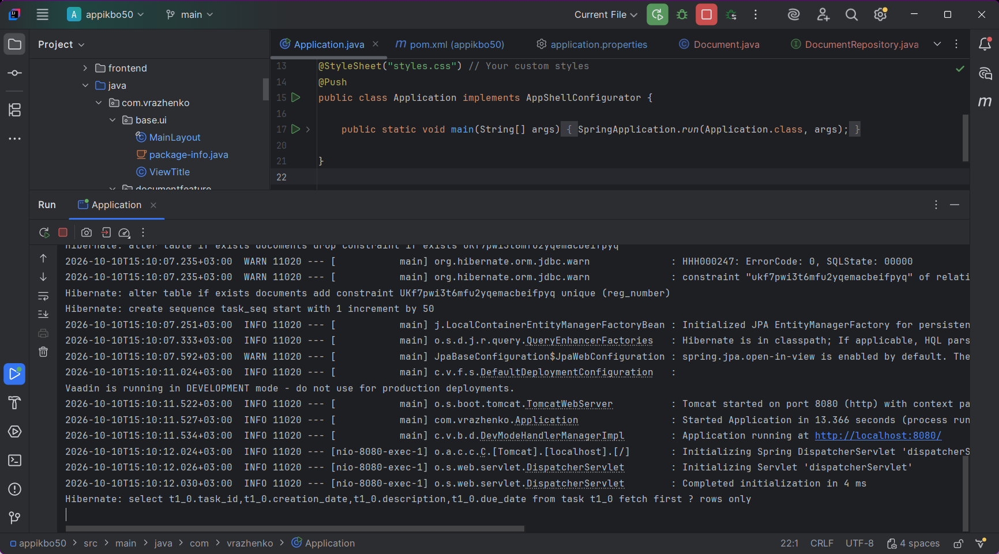 A appikbo50 main Current File
Project
Application.java pom.xml (appikbo50) application.properties Document.java DocumentRepository.java
frontend
java
com.vrazhenko
base.ui
MainLayout
package-info.java
ViewTitle
documentfeature
13 @StyleSheet("styles.css") // Your custom styles
14 @Push
15 public class Application implements AppShellConfigurator {
16
17 public static void main(String[] args) { SpringApplication.run(Application.class, args); }
20
21 }
22
Run Application
Hibernate: alter table if exists documents drop constraint if exists UKf7pwi3t6mfu2yqemacbeifpyq
2026-10-10T15:10:07.235+03:00  WARN 11020 --- [           main] org.hibernate.orm.jdbc.warn              : HHH000247: ErrorCode: 0, SQLState: 00000
2026-10-10T15:10:07.235+03:00  WARN 11020 --- [           main] org.hibernate.orm.jdbc.warn              : constraint "ukf7pwi3t6mfu2yqemacbeifpyq" of relati
Hibernate: alter table if exists documents add constraint UKf7pwi3t6mfu2yqemacbeifpyq unique (reg_number)
Hibernate: create sequence task_seq start with 1 increment by 50
2026-10-10T15:10:07.251+03:00  INFO 11020 --- [           main] j.LocalContainerEntityManagerFactoryBean : Initialized JPA EntityManagerFactory for persisten
2026-10-10T15:10:07.333+03:00  INFO 11020 --- [           main] o.s.d.j.r.query.QueryEnhancerFactories   : Hibernate is in classpath; If applicable, HQL pars
2026-10-10T15:10:07.592+03:00  WARN 11020 --- [           main] JpaBaseConfiguration$JpaWebConfiguration : spring.jpa.open-in-view is enabled by default. The
2026-10-10T15:10:11.024+03:00  INFO 11020 --- [           main] c.v.f.s.DefaultDeploymentConfiguration   :
Vaadin is running in DEVELOPMENT mode - do not use for production deployments.
2026-10-10T15:10:11.522+03:00  INFO 11020 --- [           main] o.s.boot.tomcat.TomcatWebServer          : Tomcat started on port 8080 (http) with context pa
2026-10-10T15:10:11.527+03:00  INFO 11020 --- [           main] com.vrazhenko.Application                : Started Application in 13.366 seconds (process run
2026-10-10T15:10:11.534+03:00  INFO 11020 --- [           main] c.v.b.d.DevModeHandlerManagerImpl        : Application running at http://localhost:8080/
2026-10-10T15:10:12.024+03:00  INFO 11020 --- [nio-8080-exec-1] o.a.c.c.C.[Tomcat].[localhost].[/]       : Initializing Spring DispatcherServlet 'dispatcherS
2026-10-10T15:10:12.026+03:00  INFO 11020 --- [nio-8080-exec-1] o.s.web.servlet.DispatcherServlet        : Initializing Servlet 'dispatcherServlet'
2026-10-10T15:10:12.030+03:00  INFO 11020 --- [nio-8080-exec-1] o.s.web.servlet.DispatcherServlet        : Completed initialization in 4 ms
Hibernate: select t1_0.task_id,t1_0.creation_date,t1_0.description,t1_0.due_date from task t1_0 fetch first ? rows only
appikbo50 > src > main > java > com > vrazhenko > Application 22:1 CRLF UTF-8 4 spaces